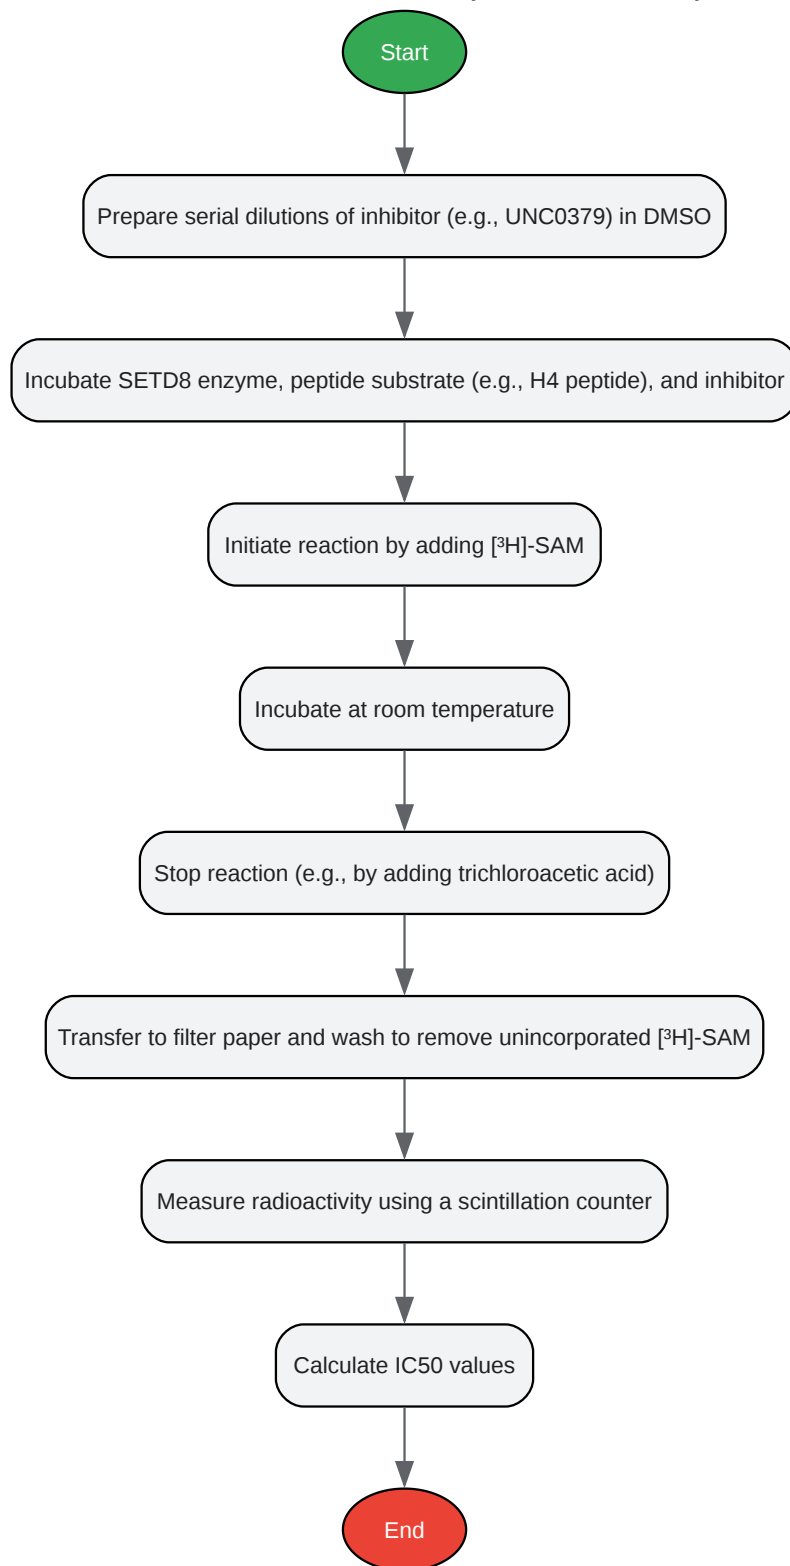 Start
Prepare serial dilutions of inhibitor (e.g., UNC0379) in DMSO
Incubate SETD8 enzyme, peptide substrate (e.g., H4 peptide), and inhibitor
Initiate reaction by adding [³H]-SAM
Incubate at room temperature
Stop reaction (e.g., by adding trichloroacetic acid)
Transfer to filter paper and wash to remove unincorporated [³H]-SAM
Measure radioactivity using a scintillation counter
Calculate IC50 values
End